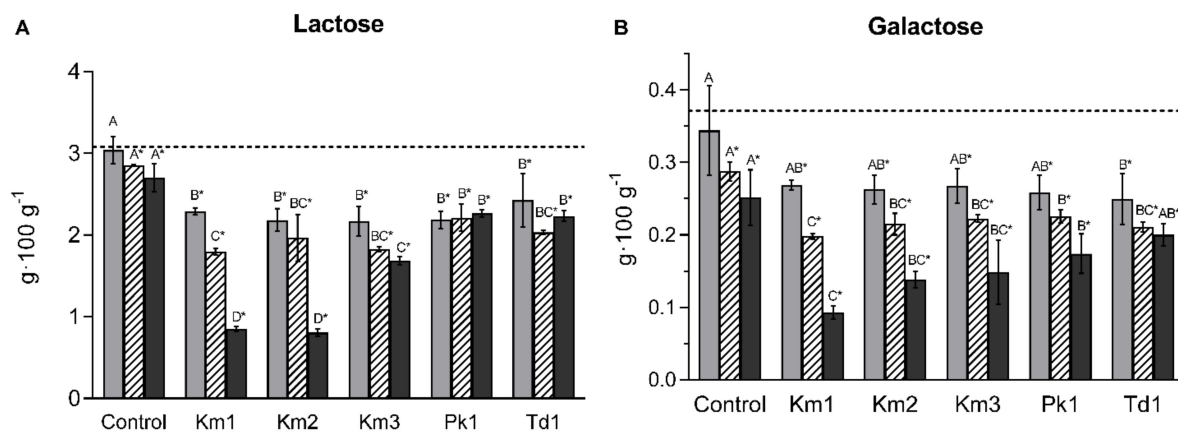 A
Lactose
g·100 g⁻¹
4
3
2
1
0
A A* A*
B* C* D*
B* BC* D*
B* BC* C*
B* B* B*
B* BC* B*
Control Km1 Km2 Km3 Pk1 Td1
B
Galactose
g·100 g⁻¹
0.4
0.3
0.2
0.1
0.0
A A* A*
AB* C* C*
AB* BC* BC*
AB* BC* BC*
AB* B* B*
B* BC* AB*
Control Km1 Km2 Km3 Pk1 Td1